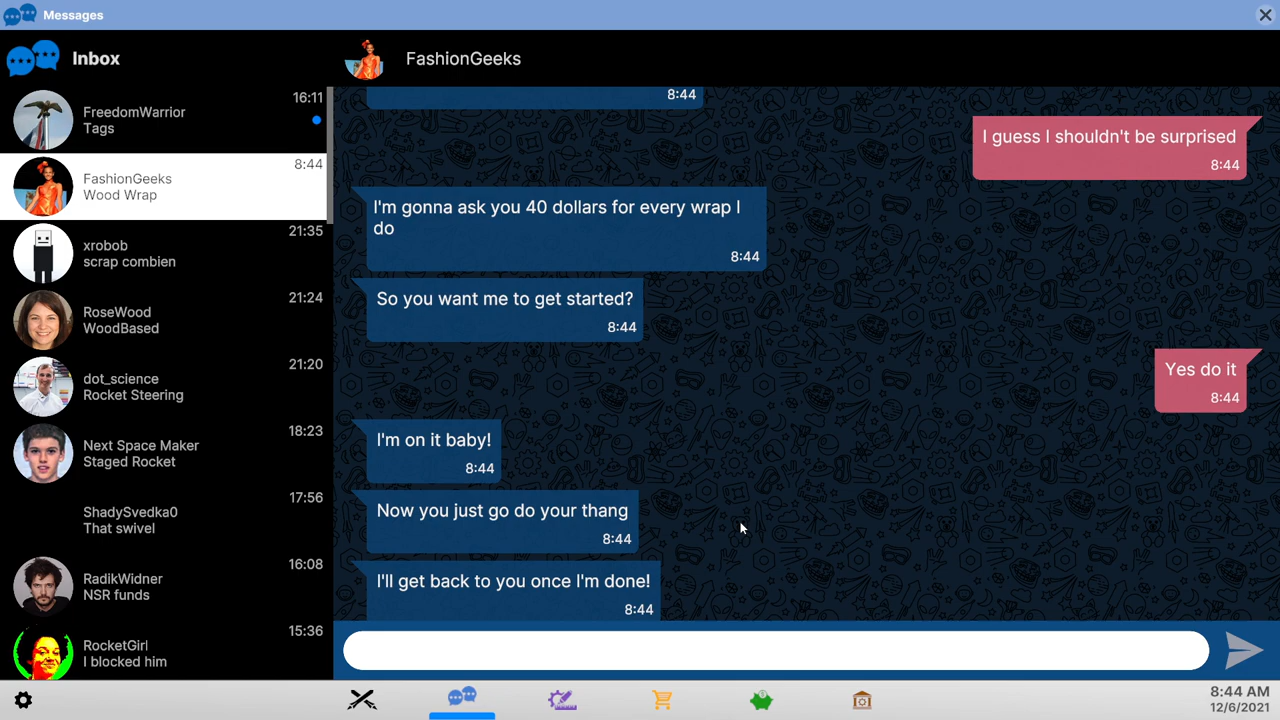 Messages
Inbox
FashionGeeks
FreedomWarrior
Tags
16:11
FashionGeeks
Wood Wrap
8:44
xrobob
scrap combien
21:35
RoseWood
WoodBased
21:24
dot_science
Rocket Steering
21:20
Next Space Maker
Staged Rocket
18:23
ShadySvedka0
That swivel
17:56
RadikWidner
NSR funds
16:08
RocketGirl
I blocked him
15:36
8:44
I guess I shouldn't be surprised
8:44
I'm gonna ask you 40 dollars for every wrap I
do
8:44
So you want me to get started?
8:44
Yes do it
8:44
I'm on it baby!
8:44
Now you just go do your thang
8:44
I'll get back to you once I'm done!
8:44
8:44 AM
12/6/2021